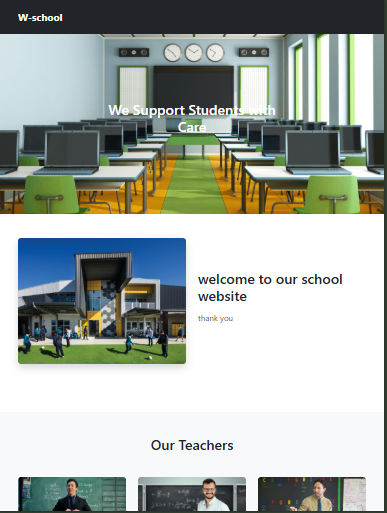 W-school
We Support Students with
Care
welcome to our school
website
thank you
Our Teachers